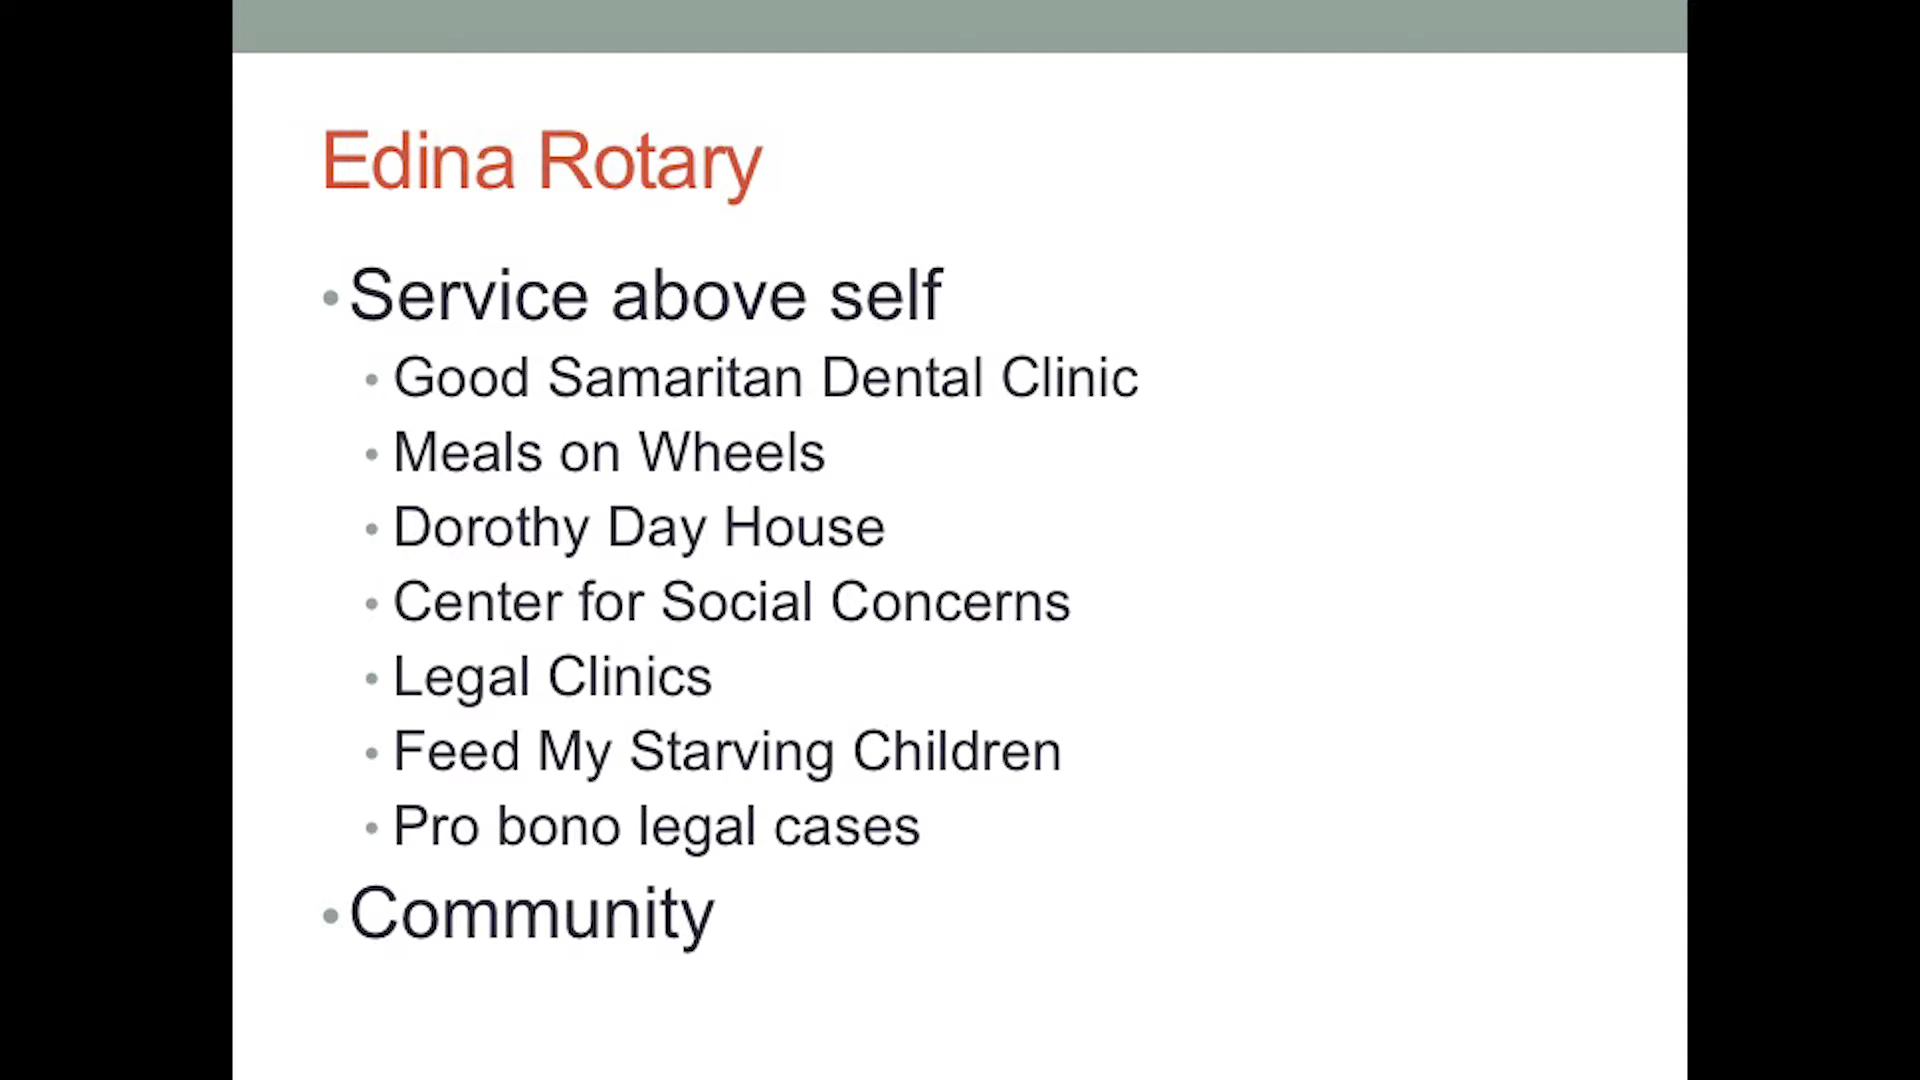 Edina Rotary
• Service above self
• Good Samaritan Dental Clinic
• Meals on Wheels
• Dorothy Day House
• Center for Social Concerns
• Legal Clinics
• Feed My Starving Children
• Pro bono legal cases
• Community